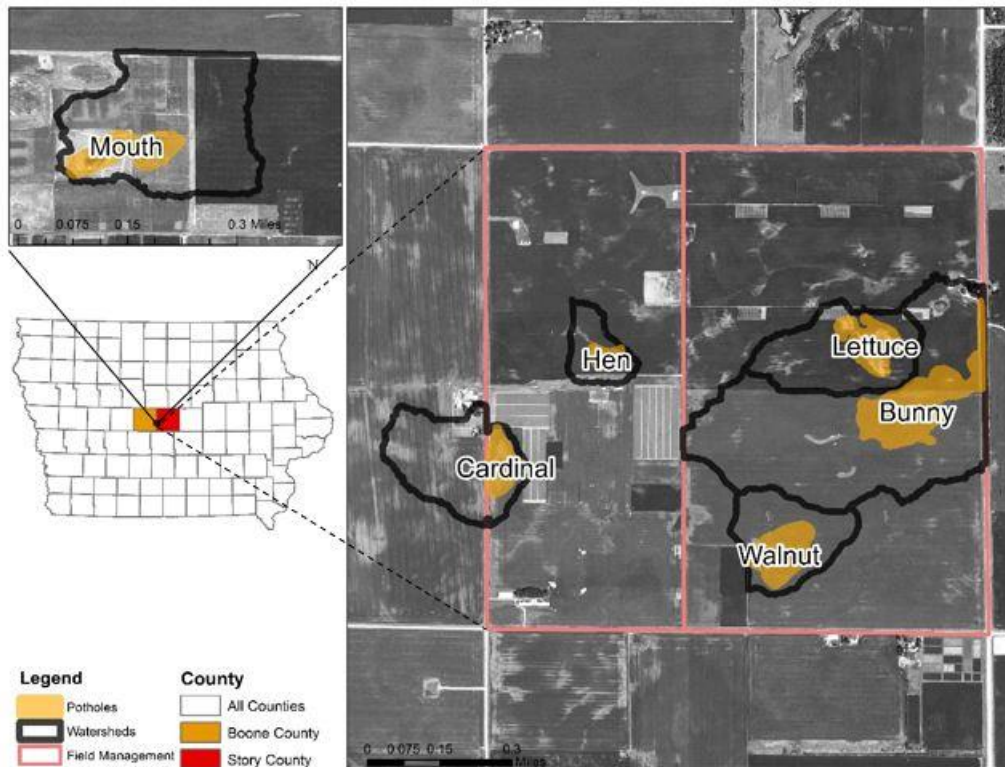 Mouth
0 0.075 0.15 0.3 Miles
N
Lettuce
Hen
Bunny
Cardinal
Walnut
Legend
Potholes
Watersheds
Field Management
County
All Counties
Boone County
Story County
0 0.075 0.15 0.3
Miles